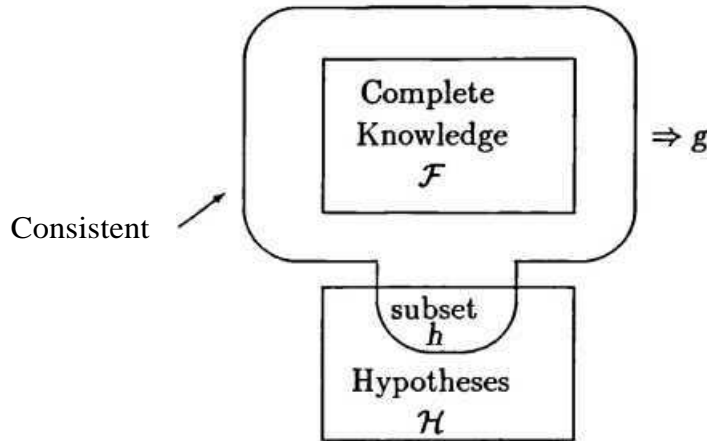 Complete
Knowledge
ℱ
⇒ g
Consistent
subset
h
Hypotheses
ℋ